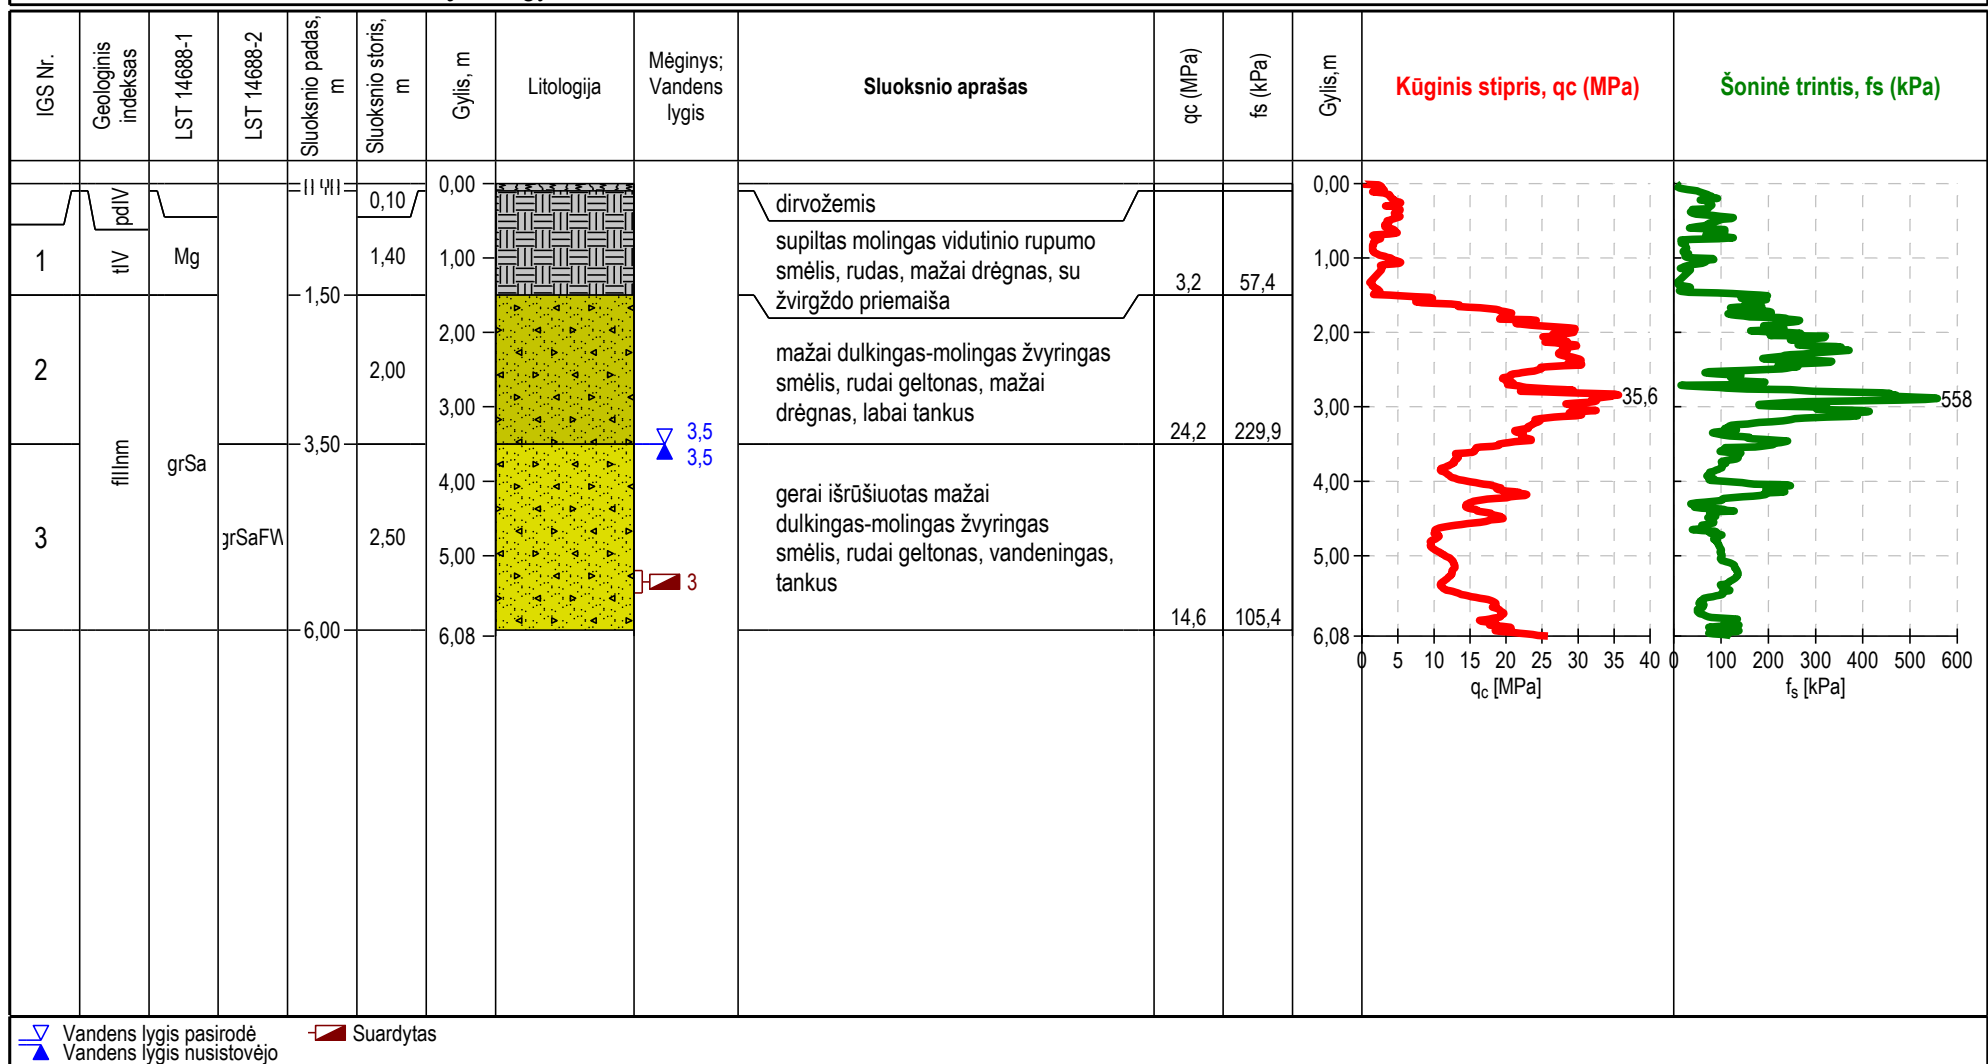 IGS Nr.
Geologinis
indeksas
LST 14688-1
LST 14688-2
Sluoksnio padas,
m
Sluoksnio storis,
m
Gylis, m
Litologija
Mėginys;
Vandens
lygis
Sluoksnio aprašas
qc (MPa)
fs (kPa)
Gylis,m
Kūginis stipris, qc (MPa)
Šoninė trintis, fs (kPa)
pdIV
0,10
0,00
dirvožemis
0,00
1
tIV
Mg
1,50
1,40
1,00
supiltas molingas vidutinio rupumo
smėlis, rudas, mažai drėgnas, su
žvirgždo priemaiša
3,2
57,4
1,00
2
3,50
2,00
2,00
3,00
mažai dulkingas-molingas žvyringas
smėlis, rudai geltonas, mažai
drėgnas, labai tankus
24,2
229,9
2,00
3,00
35,6
558
3,5
3,5
fIIInm
grSa
3
grSaFW
6,00
2,50
4,00
5,00
6,08
3
gerai išrūšiuotas mažai
dulkingas-molingas žvyringas
smėlis, rudai geltonas, vandeningas,
tankus
14,6
105,4
4,00
5,00
6,08
0 5 10 15 20 25 30 35 40
qc [MPa]
0 100 200 300 400 500 600
fs [kPa]
Vandens lygis pasirodė
Vandens lygis nusistovėjo
Suardytas